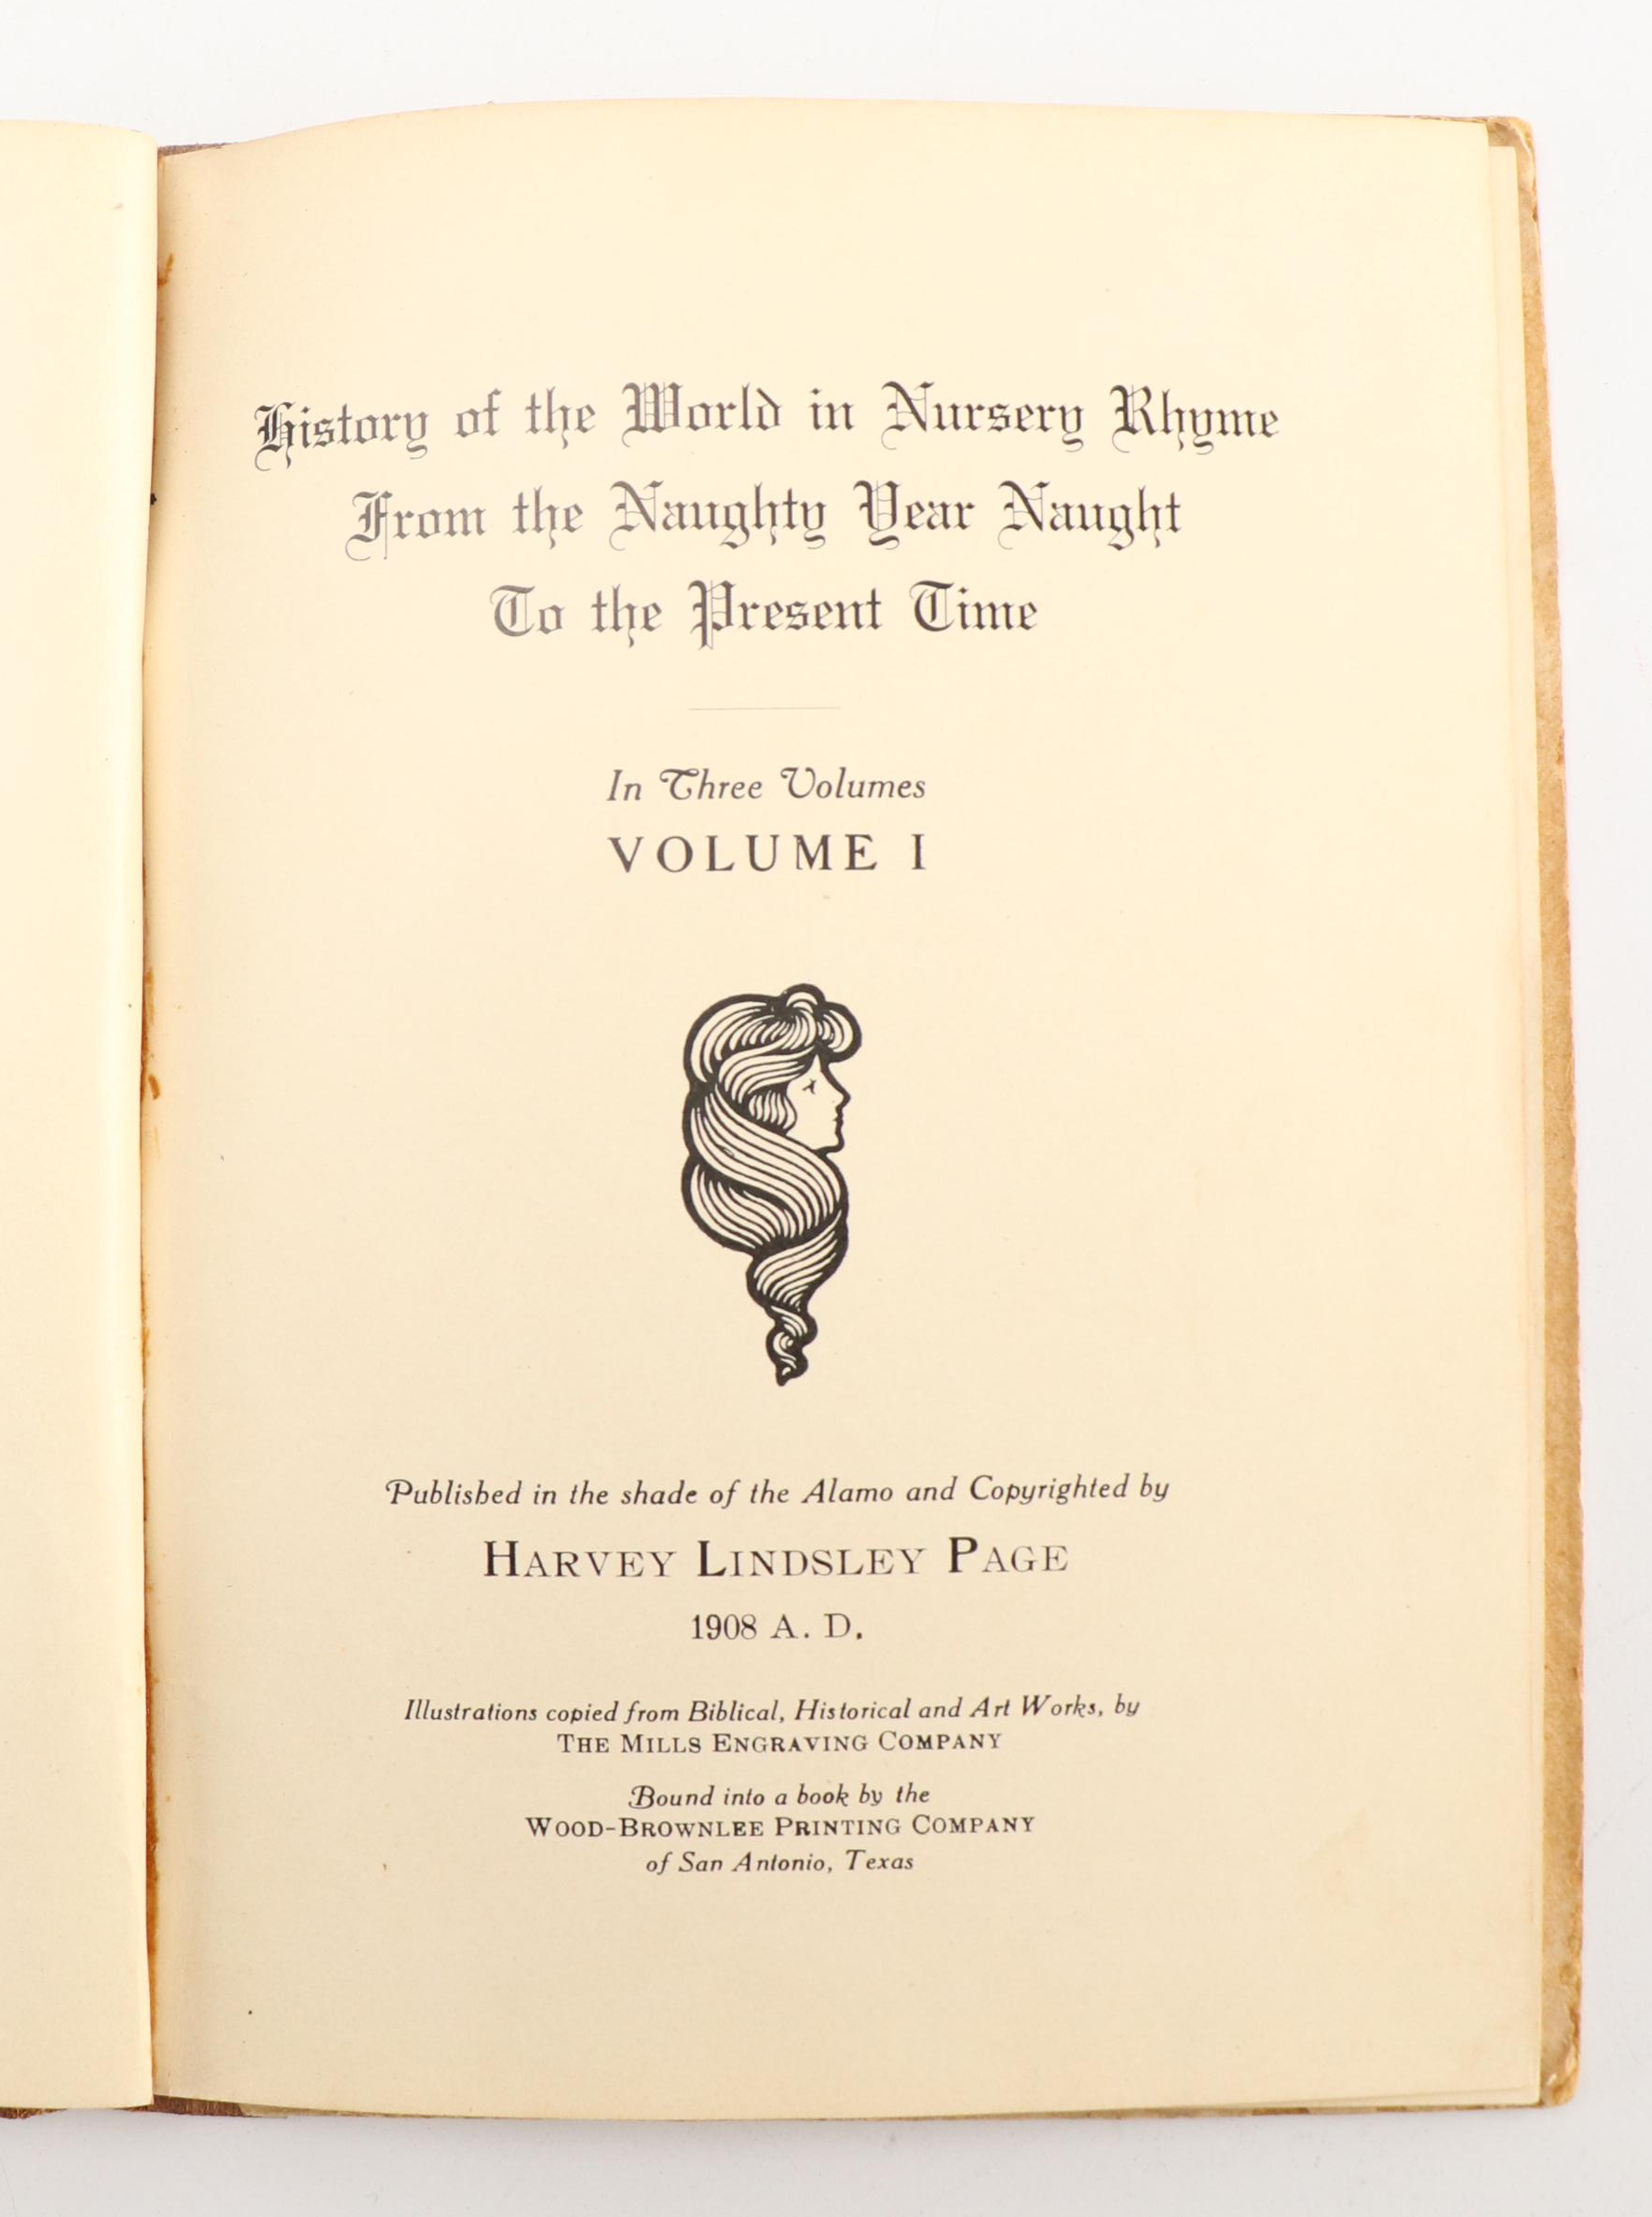 History of the World in Nursery Rhyme
From the Naughty Year Naught
To the Present Time
In Three Volumes
VOLUME I
Published in the shade of the Alamo and Copyrighted by
HARVEY LINDSLEY PAGE
1908 A. D.
Illustrations copied from Biblical, Historical and Art Works, by
THE MILLS ENGRAVING COMPANY
Bound into a book by the
WOOD-BROWNLEE PRINTING COMPANY
of San Antonio, Texas